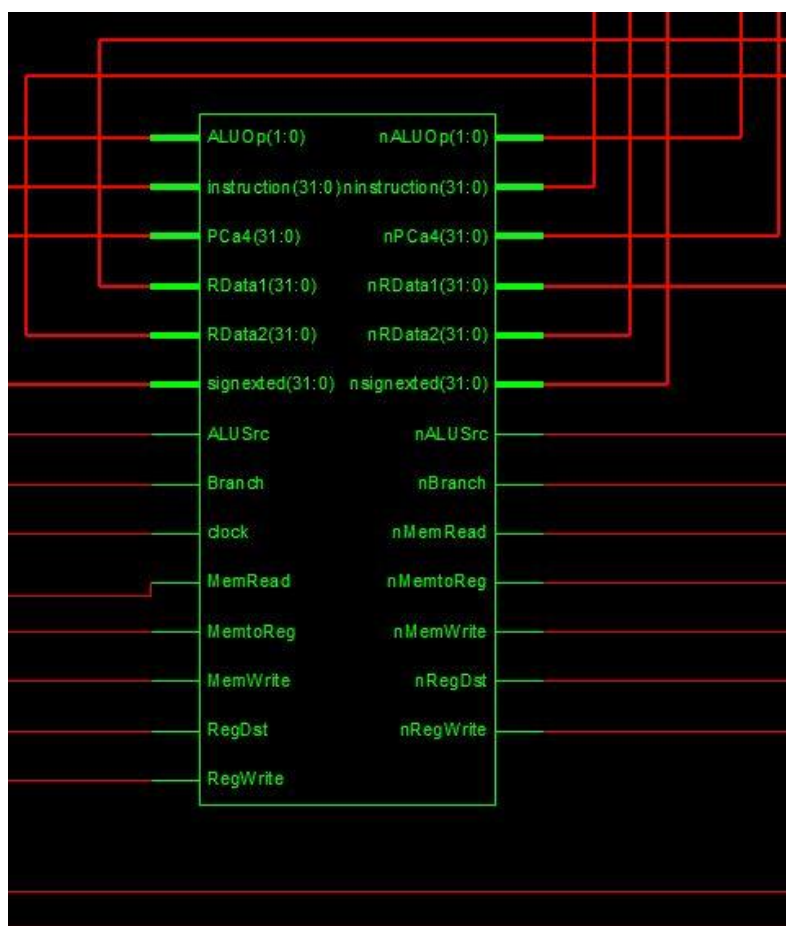 ALUOp(1:0) nALUOp(1:0)
instruction(31:0) ninstruction(31:0)
PCa4(31:0) nPCa4(31:0)
RData1(31:0) nRData1(31:0)
RData2(31:0) nRData2(31:0)
signexted(31:0) nsignexted(31:0)
ALUSrc nALUSrc
Branch nBranch
clock nMemRead
MemRead nMemtoReg
MemtoReg nMemWrite
MemWrite nRegDst
RegDst nRegWrite
RegWrite